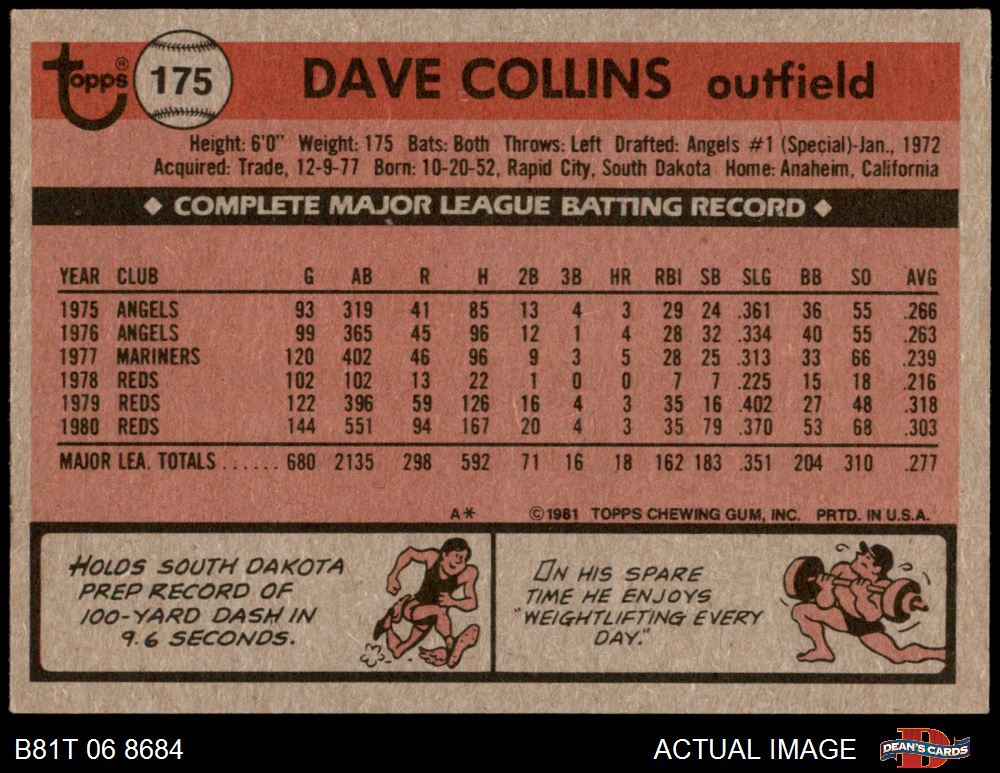 Topps® 175 DAVE COLLINS outfield
Height: 6'0" Weight: 175 Bats: Both Throws: Left Drafted: Angels #1 (Special)-Jan., 1972
Acquired: Trade, 12-9-77 Born: 10-20-52, Rapid City, South Dakota Home: Anaheim, California
◆ COMPLETE MAJOR LEAGUE BATTING RECORD ◆
YEAR CLUB G AB R H 2B 3B HR RBI SB SLG BB SO AVG
1975 ANGELS 93 319 41 85 13 4 3 29 24 .361 36 55 .266
1976 ANGELS 99 365 45 96 12 1 4 28 32 .334 40 55 .263
1977 MARINERS 120 402 46 96 9 3 5 28 25 .313 33 66 .239
1978 REDS 102 102 13 22 1 0 0 7 7 .225 15 18 .216
1979 REDS 122 396 59 126 16 4 3 35 16 .402 27 48 .318
1980 REDS 144 551 94 167 20 4 3 35 79 .370 53 68 .303
MAJOR LEA. TOTALS ...... 680 2135 298 592 71 16 18 162 183 .351 204 310 .277
A* ©1981 TOPPS CHEWING GUM, INC. PRTD. IN U.S.A.
HOLDS SOUTH DAKOTA
PREP RECORD OF
100-YARD DASH IN
9.6 SECONDS.
IN HIS SPARE
TIME HE ENJOYS
"WEIGHTLIFTING EVERY
DAY."
B81T 06 8684 ACTUAL IMAGE DEAN'S CARDS